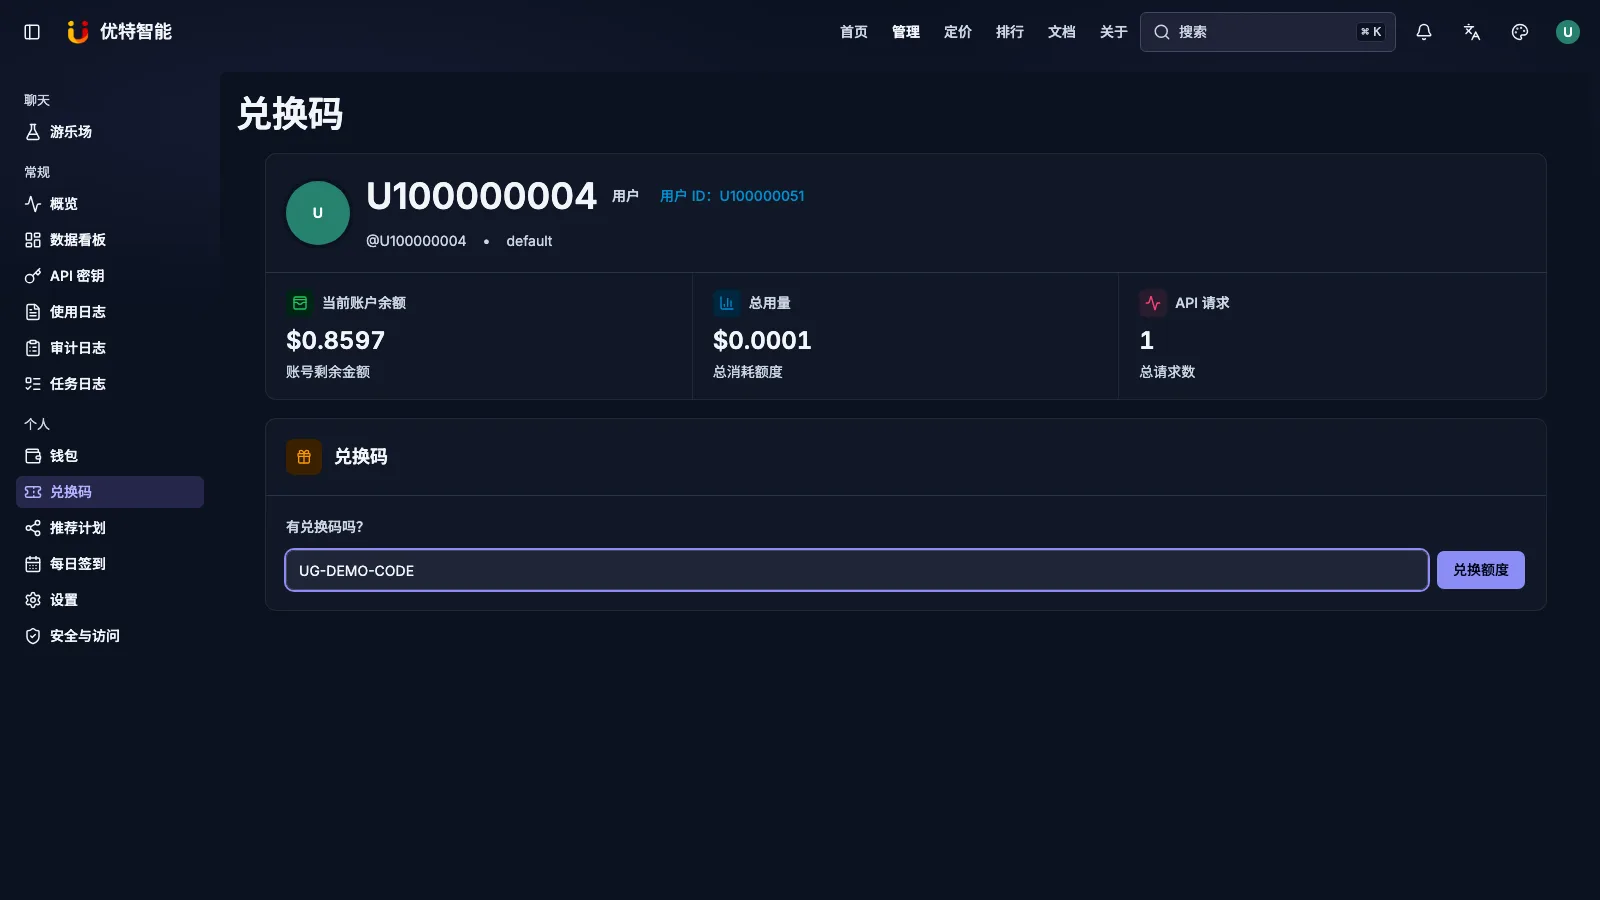 优特智能
首页 管理 定价 排行 文档 关于 搜索 ⌘ K U
聊天
游乐场
常规
概览
数据看板
API 密钥
使用日志
审计日志
任务日志
个人
钱包
兑换码
推荐计划
每日签到
设置
安全与访问
兑换码
U
U100000004 用户 用户 ID: U100000051
@U100000004 • default
当前账户余额
$0.8597
账号剩余金额
总用量
$0.0001
总消耗额度
API 请求
1
总请求数
兑换码
有兑换码吗?
UG-DEMO-CODE
兑换额度